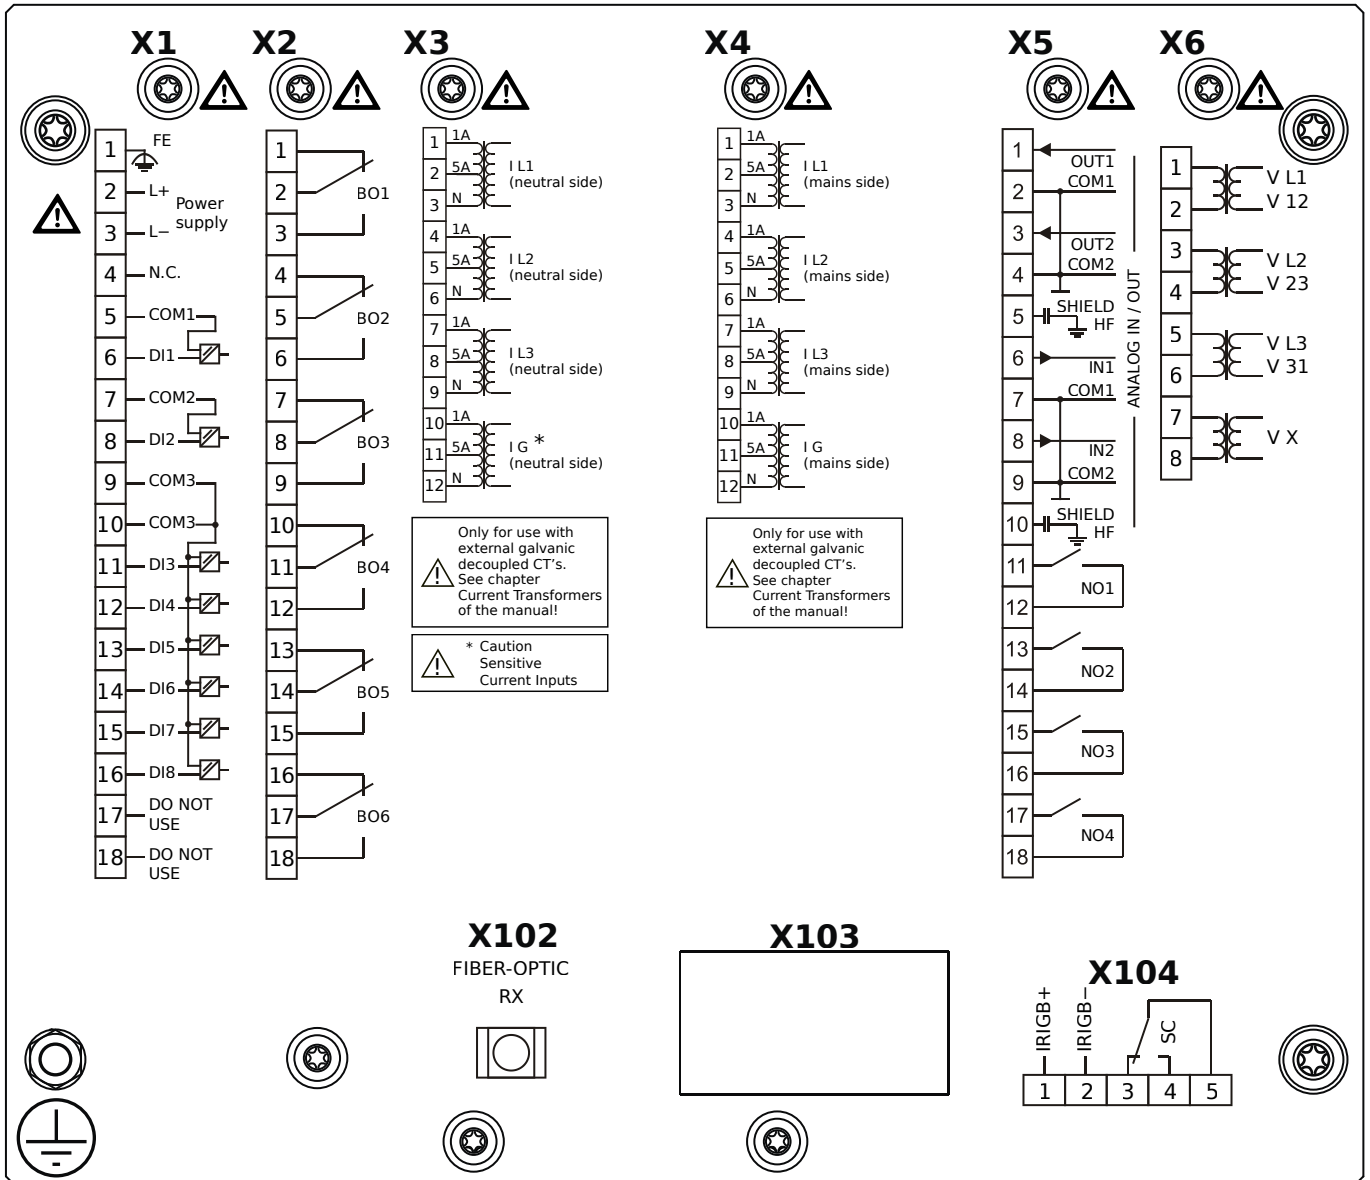 X1
X2
X3
X4
X5
X6
1
FE
2
L+
Power
supply
3
L−
4
N.C.
5
COM1
6
DI1
7
COM2
8
DI2
9
COM3
10
COM3
11
DI3
12
DI4
13
DI5
14
DI6
15
DI7
16
DI8
17
DO NOT
USE
18
DO NOT
USE
1
2
BO1
3
4
5
BO2
6
7
8
BO3
9
10
11
BO4
12
13
14
BO5
15
16
17
BO6
18
1
1A
2
5A
I L1
(neutral side)
3
N
4
1A
5
5A
I L2
(neutral side)
6
N
7
1A
8
5A
I L3
(neutral side)
9
N
10
1A
11
5A
I G *
(neutral side)
12
N
Only for use with
external galvanic
decoupled CT's.
See chapter
Current Transformers
of the manual!
* Caution
Sensitive
Current Inputs
1
1A
2
5A
I L1
(mains side)
3
N
4
1A
5
5A
I L2
(mains side)
6
N
7
1A
8
5A
I L3
(mains side)
9
N
10
1A
11
5A
I G
(mains side)
12
N
Only for use with
external galvanic
decoupled CT's.
See chapter
Current Transformers
of the manual!
1
OUT1
2
COM1
3
OUT2
4
COM2
5
SHIELD
HF
6
IN1
7
COM1
8
IN2
9
COM2
10
SHIELD
HF
ANALOG IN / OUT
11
NO1
12
13
NO2
14
15
NO3
16
17
NO4
18
1
V L1
2
V 12
3
V L2
4
V 23
5
V L3
6
V 31
7
V X
8
X102
FIBER-OPTIC
RX
X103
X104
IRIGB+
IRIGB−
SC
1
2
3
4
5